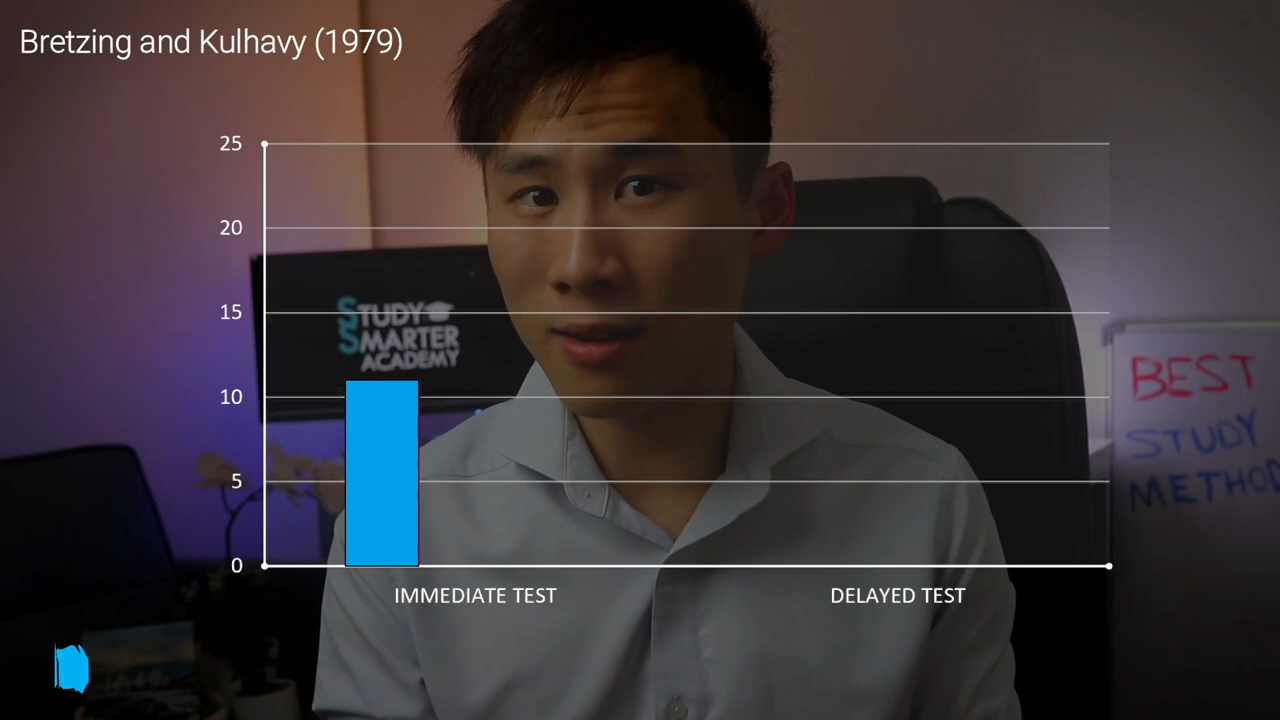 Bretzing and Kulhavy (1979)
25
20
15
10
5
0
IMMEDIATE TEST
DELAYED TEST
STUDY
SMARTER
ACADEMY
BEST
STUDY
METHOD